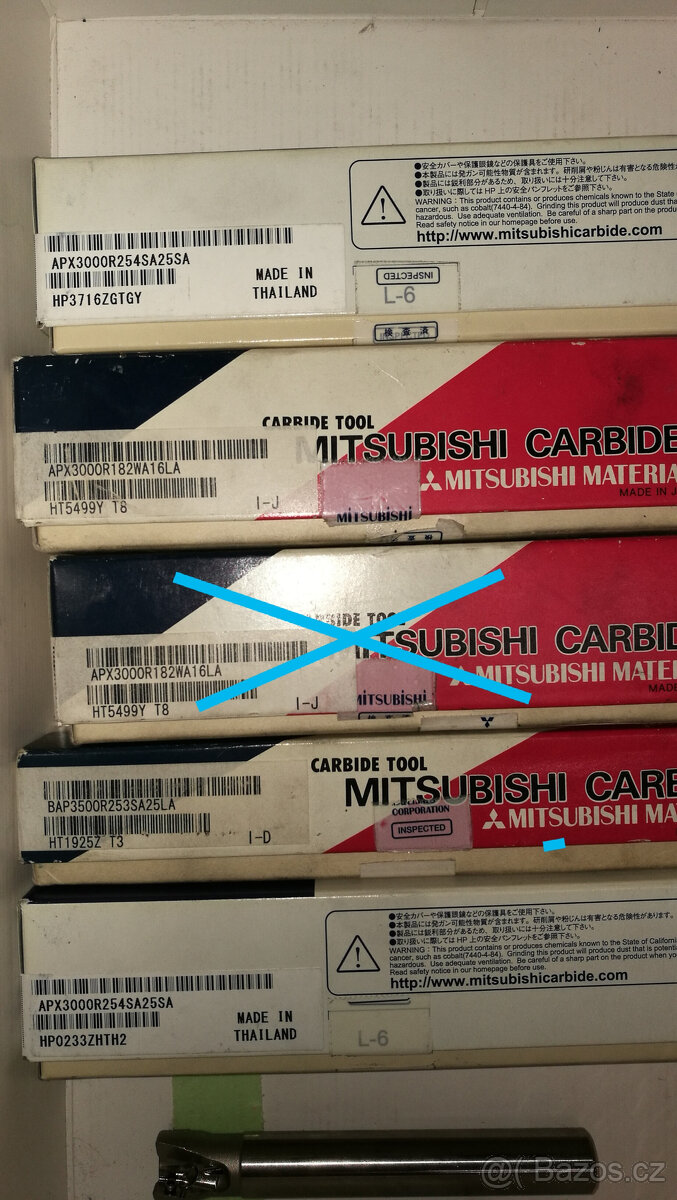 ●安全カバーや保護眼鏡などの保護具をご使用下さい。
●本製品には発ガン可能性物質が含まれます。研削屑や粉じんは有害となる危険性が
●製品には鋭利部分があるため、取り扱いには十分注意して下さい。
●取り扱いに際しては HP 上の安全パンフレットをご参照下さい。
WARNING : This product contains or produces chemicals known to the State
cancer, such as cobalt(7440-4-84). Grinding this product will produce dust tha
hazardous. Use adequate ventilation. Be careful of a sharp part on the produ
Read safety notice in our homepage before use.
http://www.mitsubishicarbide.com
APX3000R254SA25SA
HP3716ZGTGY
MADE IN
THAILAND
INSPECTED
L-6
検査済
CARBIDE TOOL
MITSUBISHI CARBIDE
MITSUBISHI MATERIA
MADE IN J
APX3000R182WA16LA
HT5499Y T8
I-J
MITSUBISHI
TOOL
TSUBISHI CARBID
MITSUBISHI MATE
MADE
APX3000R182WA16LA
HT5499Y T8
I-J
MITSUBISHI
CARBIDE TOOL
MITSUBISHI CARB
MITSUBISHI MA
BAP3500R253SA25LA
HT1925Z T3
I-D
CORPORATION
INSPECTED
●安全カバーや保護眼鏡などの保護具をご使用下さい。
●本製品には発ガン可能性物質が含まれます。研削屑や粉じんは有害となる危険性があります。
●製品には鋭利部分があるため、取り扱いには十分注意して下さい。
●取り扱いに際しては HP 上の安全パンフレットをご参照下さい。
WARNING : This product contains or produces chemicals known to the State of Californi
cancer, such as cobalt(7440-4-84). Grinding this product will produce dust that is potenti
hazardous. Use adequate ventilation. Be careful of a sharp part on the product when yo
Read safety notice in our homepage before use.
http://www.mitsubishicarbide.com
APX3000R254SA25SA
HP0233ZHTH2
MADE IN
THAILAND
L-6
@( Bazos.cz